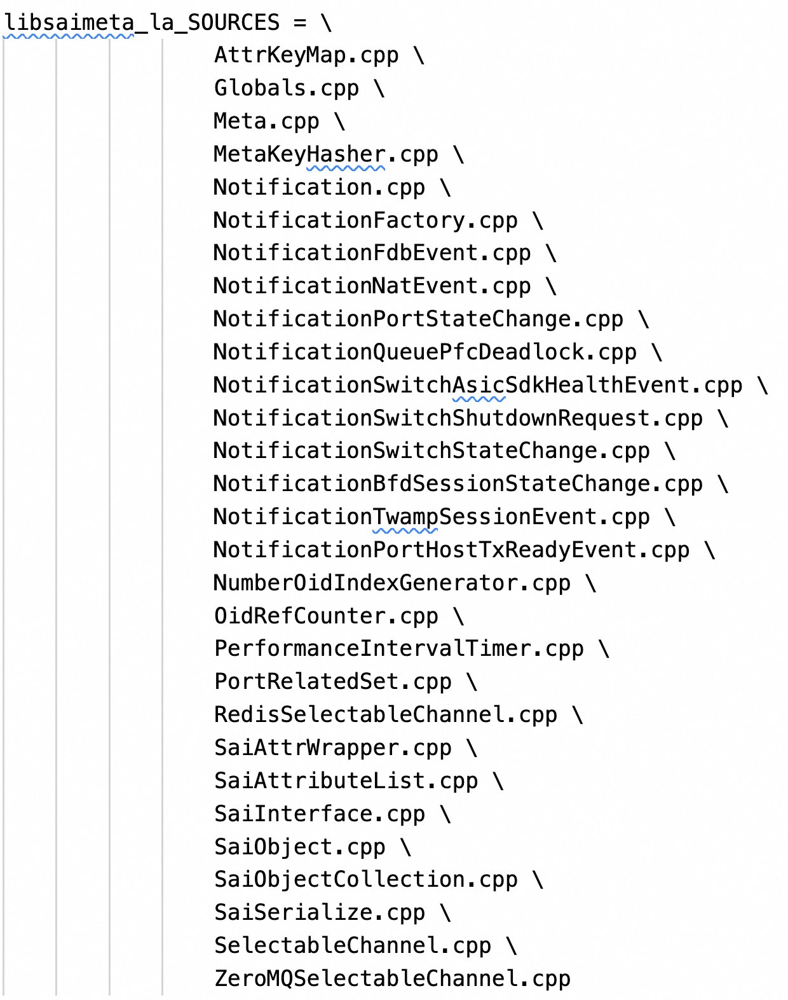 libsaimeta_la_SOURCES = \
AttrKeyMap.cpp \
Globals.cpp \
Meta.cpp \
MetaKeyHasher.cpp \
Notification.cpp \
NotificationFactory.cpp \
NotificationFdbEvent.cpp \
NotificationNatEvent.cpp \
NotificationPortStateChange.cpp \
NotificationQueuePfcDeadlock.cpp \
NotificationSwitchAsicSdkHealthEvent.cpp \
NotificationSwitchShutdownRequest.cpp \
NotificationSwitchStateChange.cpp \
NotificationBfdSessionStateChange.cpp \
NotificationTwampSessionEvent.cpp \
NotificationPortHostTxReadyEvent.cpp \
NumberOidIndexGenerator.cpp \
OidRefCounter.cpp \
PerformanceIntervalTimer.cpp \
PortRelatedSet.cpp \
RedisSelectableChannel.cpp \
SaiAttrWrapper.cpp \
SaiAttributeList.cpp \
SaiInterface.cpp \
SaiObject.cpp \
SaiObjectCollection.cpp \
SaiSerialize.cpp \
SelectableChannel.cpp \
ZeroMQSelectableChannel.cpp